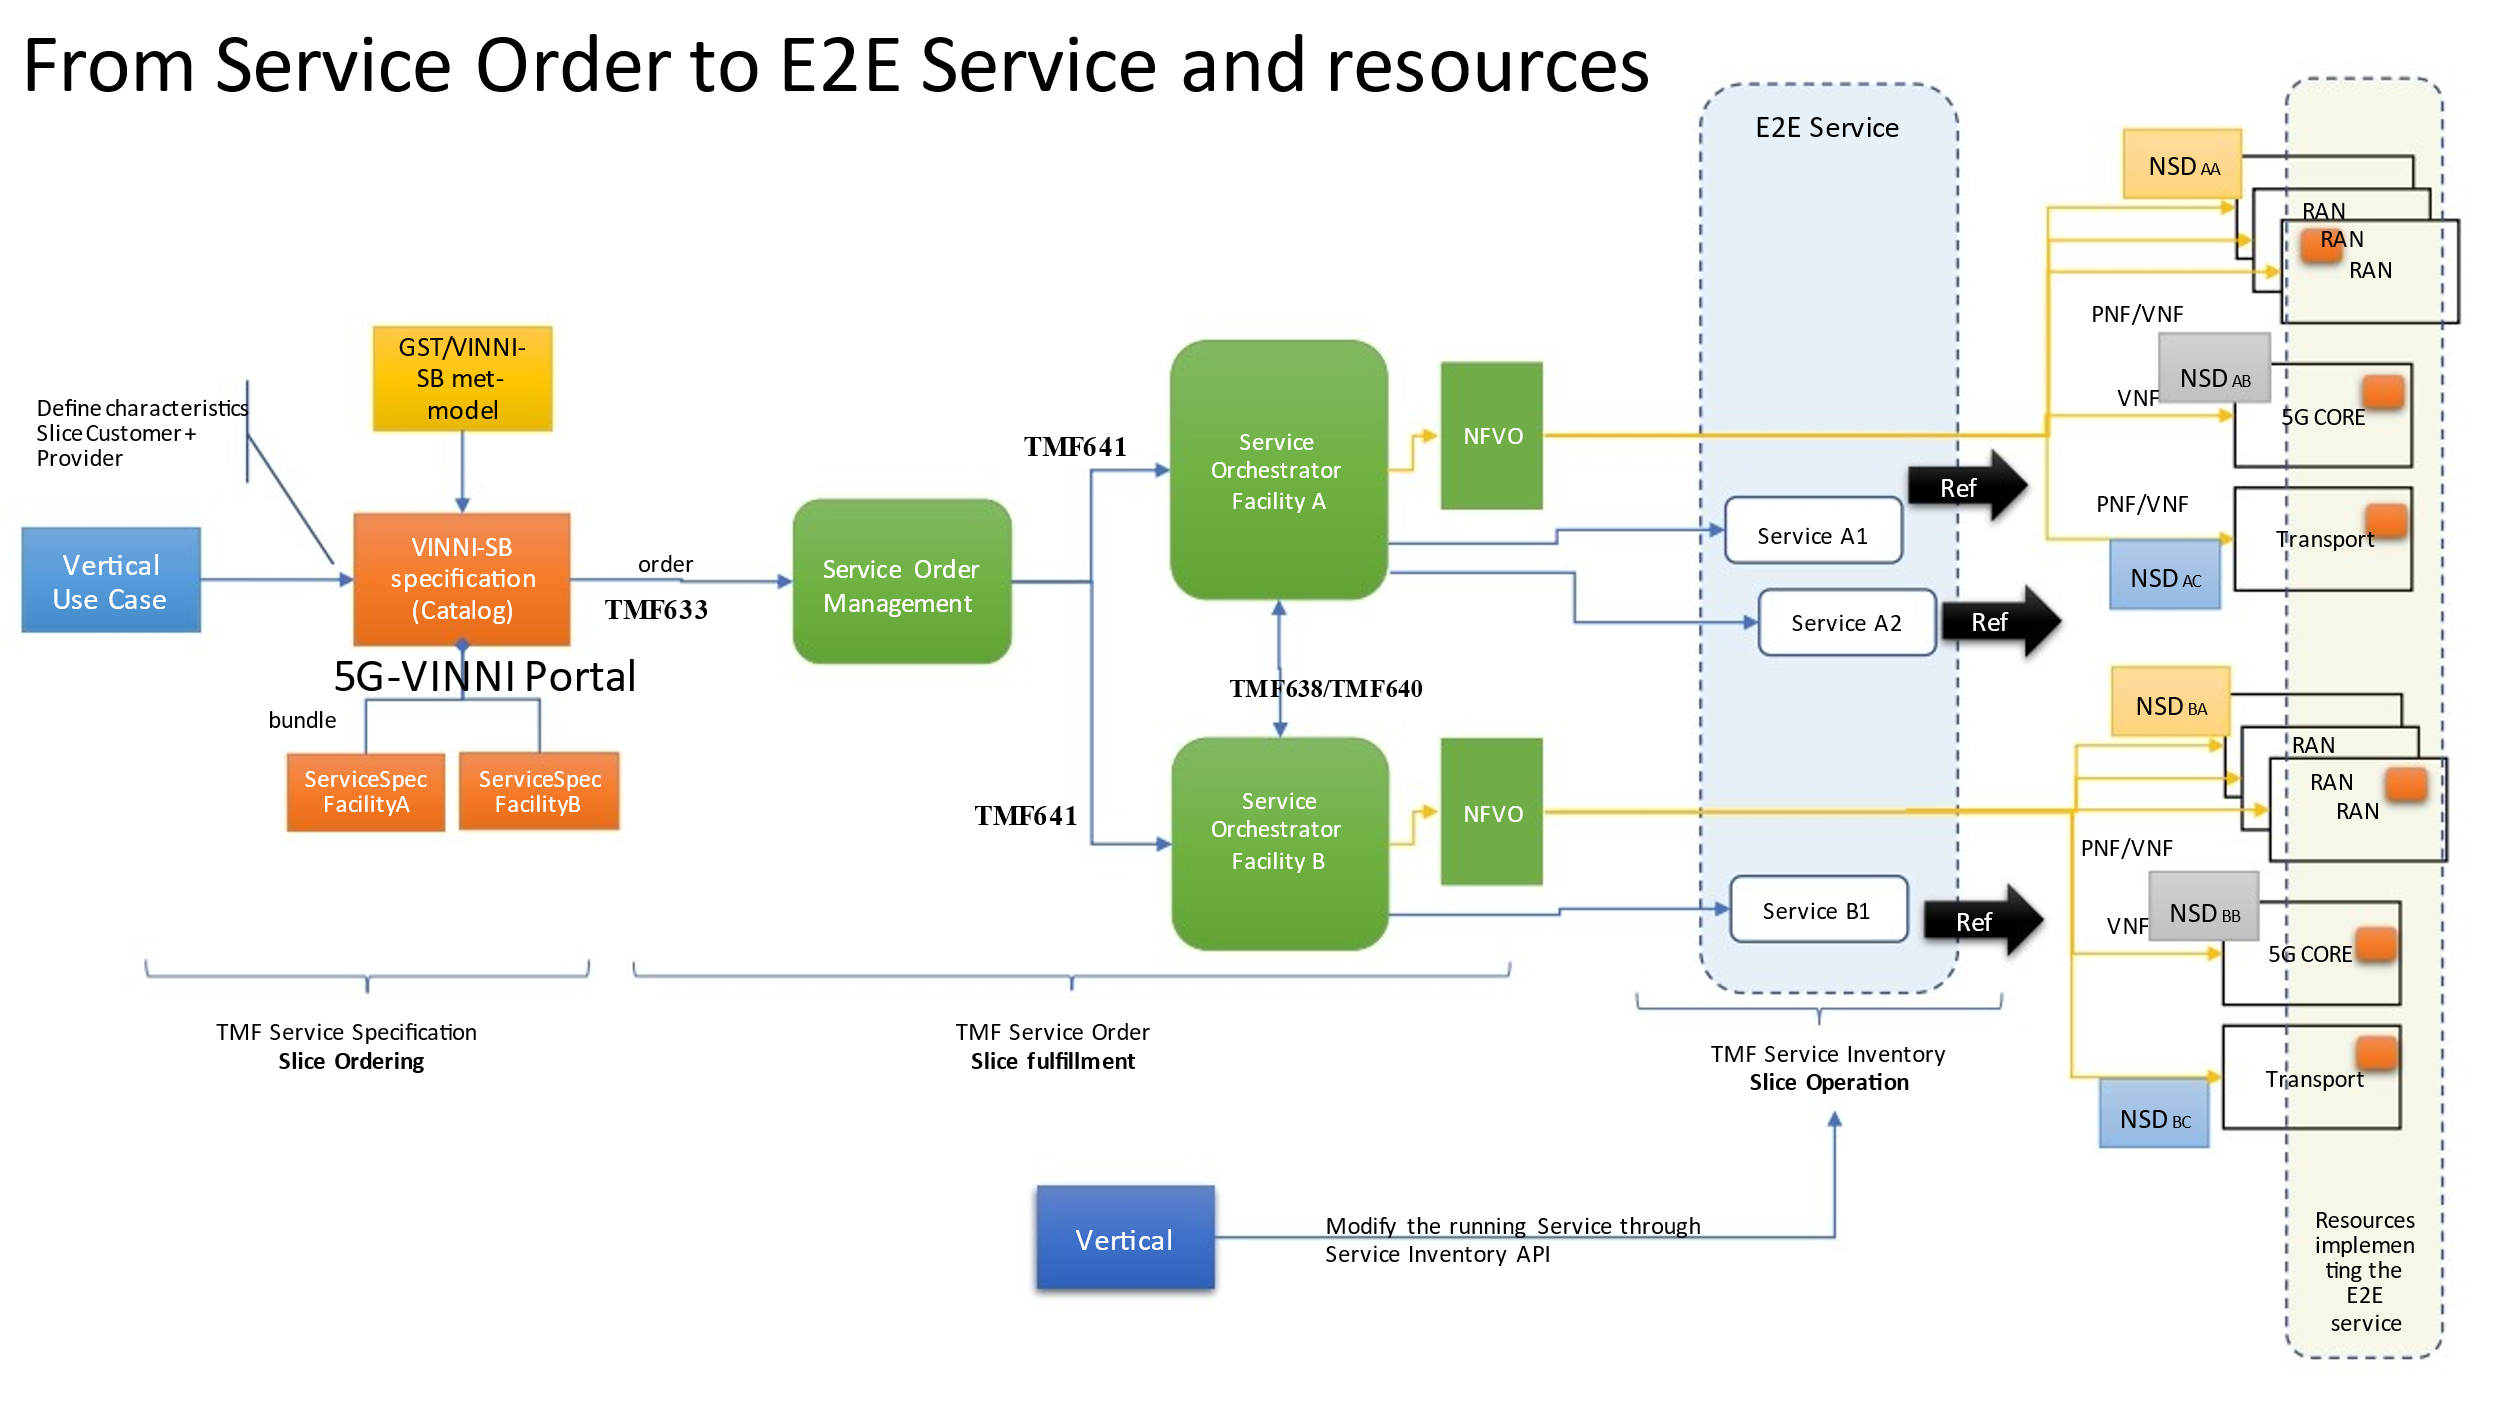 From Service Order to E2E Service and resources
E2E Service
NSD AA
RAN
RAN
RAN
PNF/VNF
GST/VINNI-
SB met-
model
NSD AB
VNF
5G CORE
Define characteristics
Slice Customer +
Provider
TMF641
Service
Orchestrator
Facility A
NFVO
Ref
PNF/VNF
Service A1
Transport
VINNI-SB
specification
(Catalog)
Vertical
Use Case
order
TMF633
Service Order
Management
NSD AC
Service A2
Ref
5G-VINNI Portal
TMF638/TMF640
bundle
NSD BA
RAN
RAN
RAN
ServiceSpec
FacilityA
ServiceSpec
FacilityB
TMF641
Service
Orchestrator
Facility B
NFVO
PNF/VNF
Service B1
Ref
NSD BB
VNF
5G CORE
TMF Service Specification
Slice Ordering
TMF Service Order
Slice fulfillment
TMF Service Inventory
Slice Operation
Transport
NSD BC
Vertical
Modify the running Service through
Service Inventory API
Resources
implemen
ting the
E2E
service